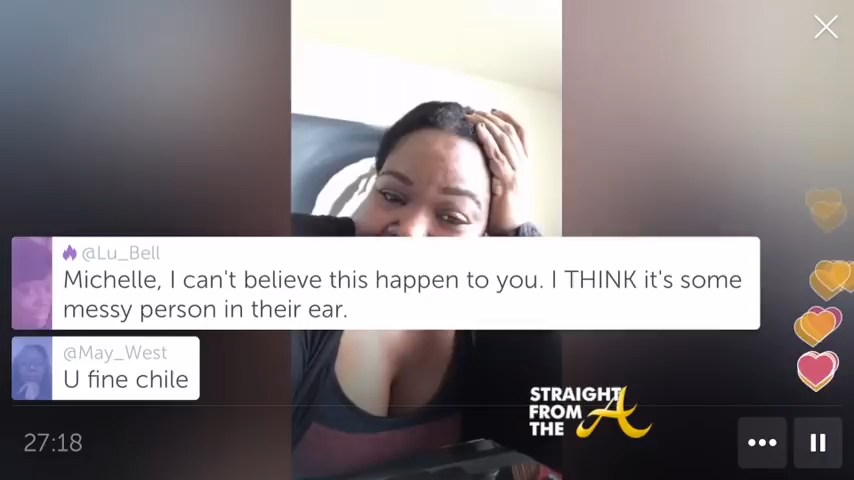 @Lu_Bell
Michelle, I can't believe this happen to you. I THINK it's some
messy person in their ear.
@May_West
U fine chile
STRAIGHT
FROM
THE A
27:18